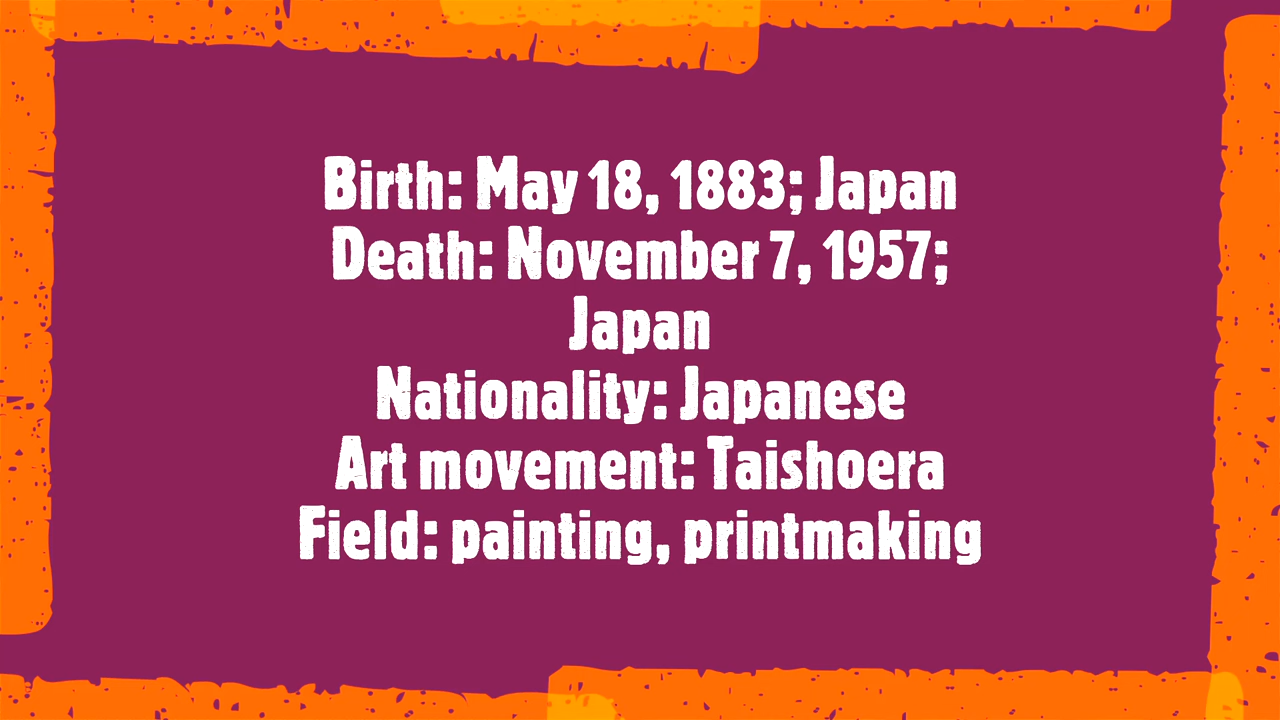 Birth: May 18, 1883; Japan
Death: November 7, 1957;
Japan
Nationality: Japanese
Art movement: Taishoera
Field: painting, printmaking